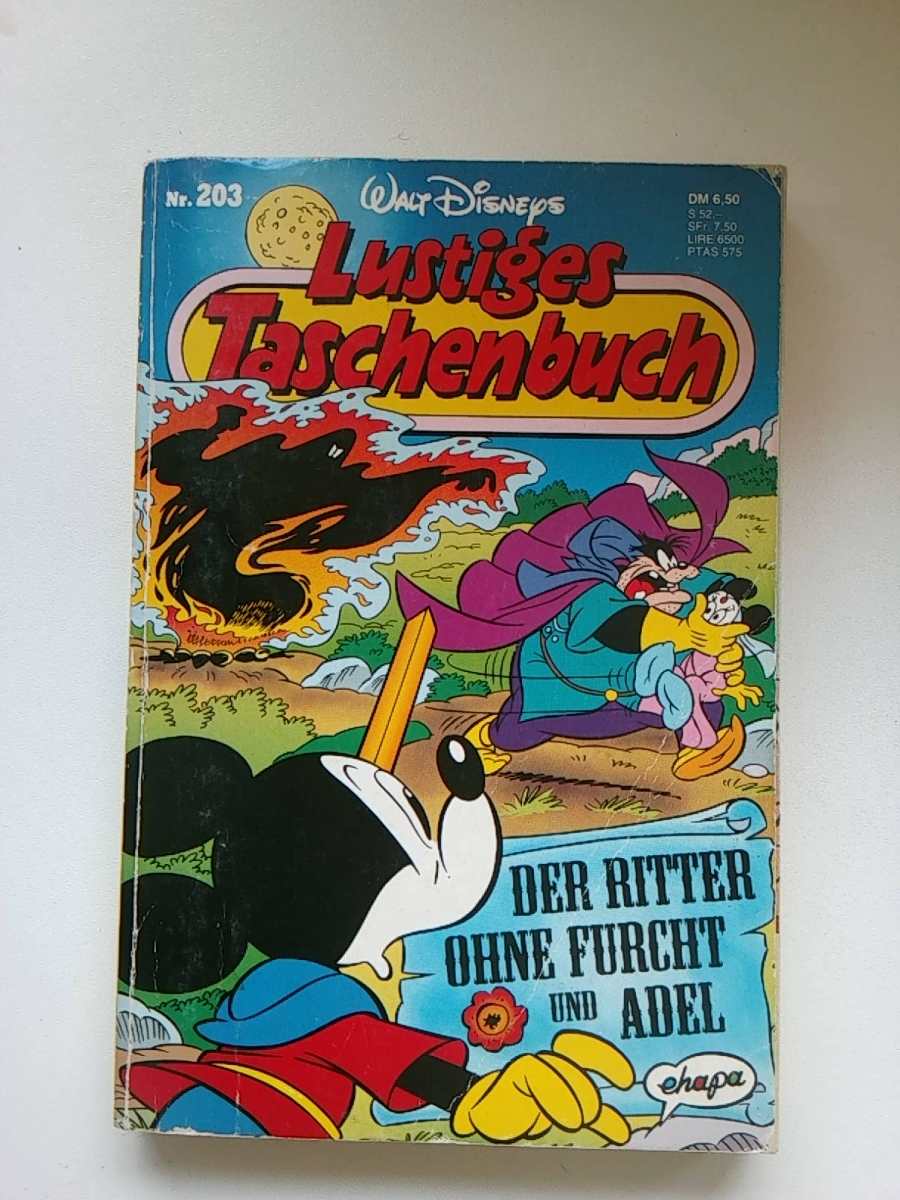 Nr. 203
WALT DISNEYS
DM 6,50
S 52,-
SFr. 7.50
LIRE 6500
PTAS 575
Lustiges
Taschenbuch
DER RITTER
OHNE FURCHT
UND ADEL
ehapa